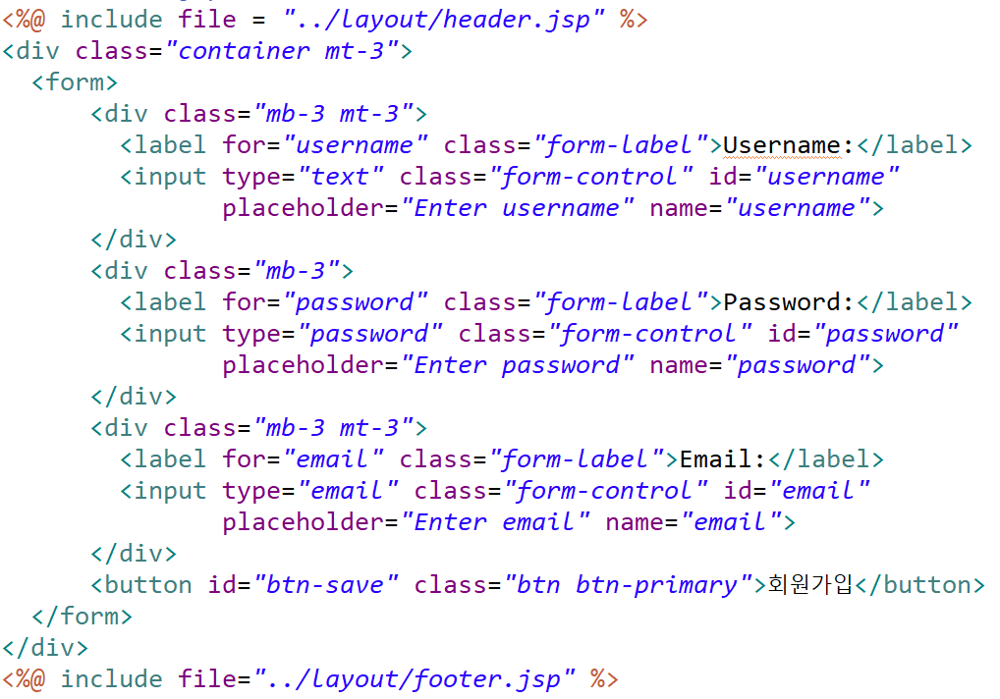 <%@ include file = "../layout/header.jsp" %>
<div class="container mt-3">
  <form>
      <div class="mb-3 mt-3">
        <label for="username" class="form-label">Username:</label>
        <input type="text" class="form-control" id="username"
               placeholder="Enter username" name="username">
      </div>
      <div class="mb-3">
        <label for="password" class="form-label">Password:</label>
        <input type="password" class="form-control" id="password"
               placeholder="Enter password" name="password">
      </div>
      <div class="mb-3 mt-3">
        <label for="email" class="form-label">Email:</label>
        <input type="email" class="form-control" id="email"
               placeholder="Enter email" name="email">
      </div>
      <button id="btn-save" class="btn btn-primary">회원가입</button>
  </form>
</div>
<%@ include file="../layout/footer.jsp" %>